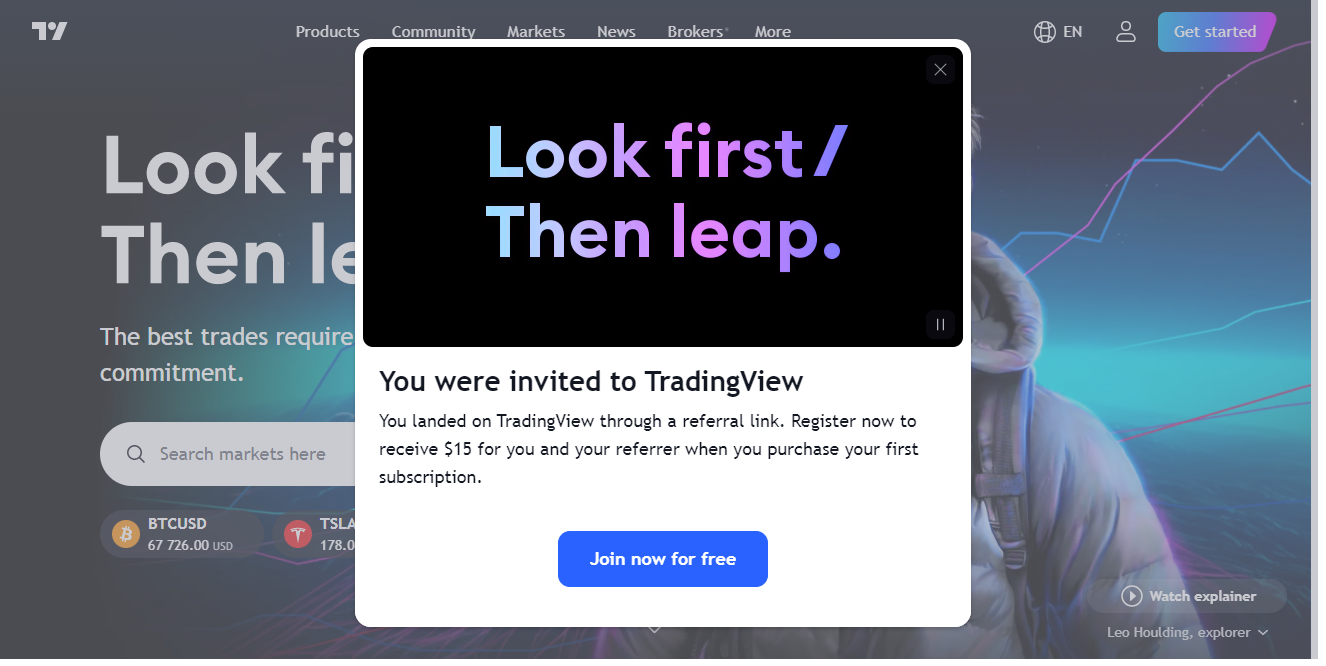 Products Community Markets News Brokers More EN Get started
Look fi
Then le
The best trades require
commitment.
Search markets here
BTCUSD
67 726.00 USD
TSLA
178.0
Look first /
Then leap.
You were invited to TradingView
You landed on TradingView through a referral link. Register now to
receive $15 for you and your referrer when you purchase your first
subscription.
Join now for free
Watch explainer
Leo Houlding, explorer